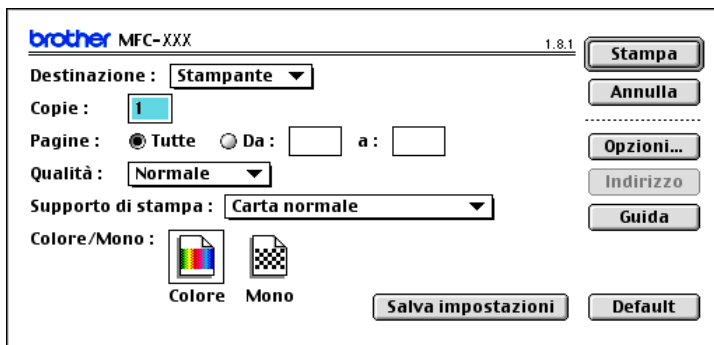 brother MFC-XXX 1.8.1
Stampa
Destinazione : Stampante
Annulla
Copie : 1
Pagine : Tutte Da : a :
Opzioni...
Qualità : Normale
Indirizzo
Supporto di stampa : Carta normale
Guida
Colore/Mono :
Colore Mono
Salva impostazioni Default